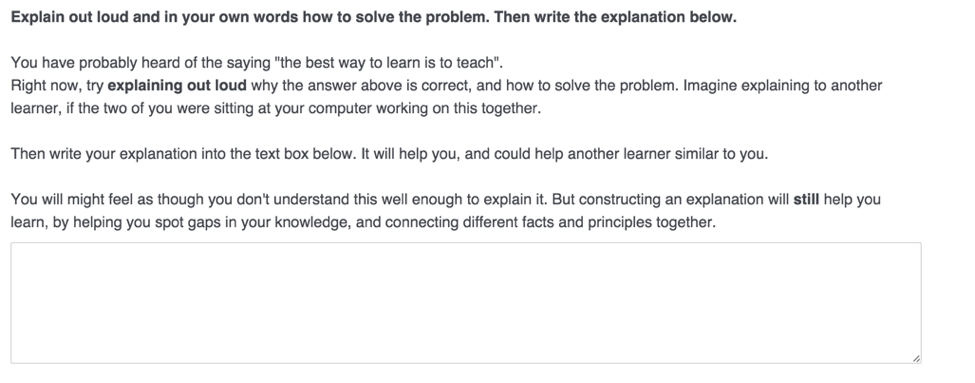 Explain out loud and in your own words how to solve the problem. Then write the explanation below.
You have probably heard of the saying "the best way to learn is to teach".
Right now, try explaining out loud why the answer above is correct, and how to solve the problem. Imagine explaining to another
learner, if the two of you were sitting at your computer working on this together.
Then write your explanation into the text box below. It will help you, and could help another learner similar to you.
You will might feel as though you don't understand this well enough to explain it. But constructing an explanation will still help you
learn, by helping you spot gaps in your knowledge, and connecting different facts and principles together.